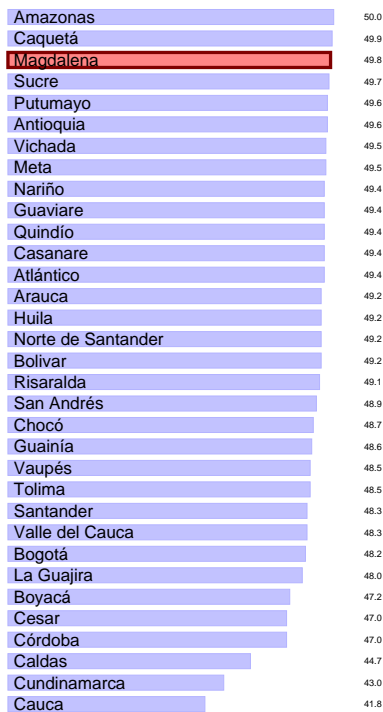 Amazonas 50.0
Caquetá 49.9
Magdalena 49.8
Sucre 49.7
Putumayo 49.6
Antioquia 49.6
Vichada 49.5
Meta 49.5
Nariño 49.4
Guaviare 49.4
Quindío 49.4
Casanare 49.4
Atlántico 49.4
Arauca 49.2
Huila 49.2
Norte de Santander 49.2
Bolivar 49.2
Risaralda 49.1
San Andrés 48.9
Chocó 48.7
Guainía 48.6
Vaupés 48.5
Tolima 48.5
Santander 48.3
Valle del Cauca 48.3
Bogotá 48.2
La Guajira 48.0
Boyacá 47.2
Cesar 47.0
Córdoba 47.0
Caldas 44.7
Cundinamarca 43.0
Cauca 41.8